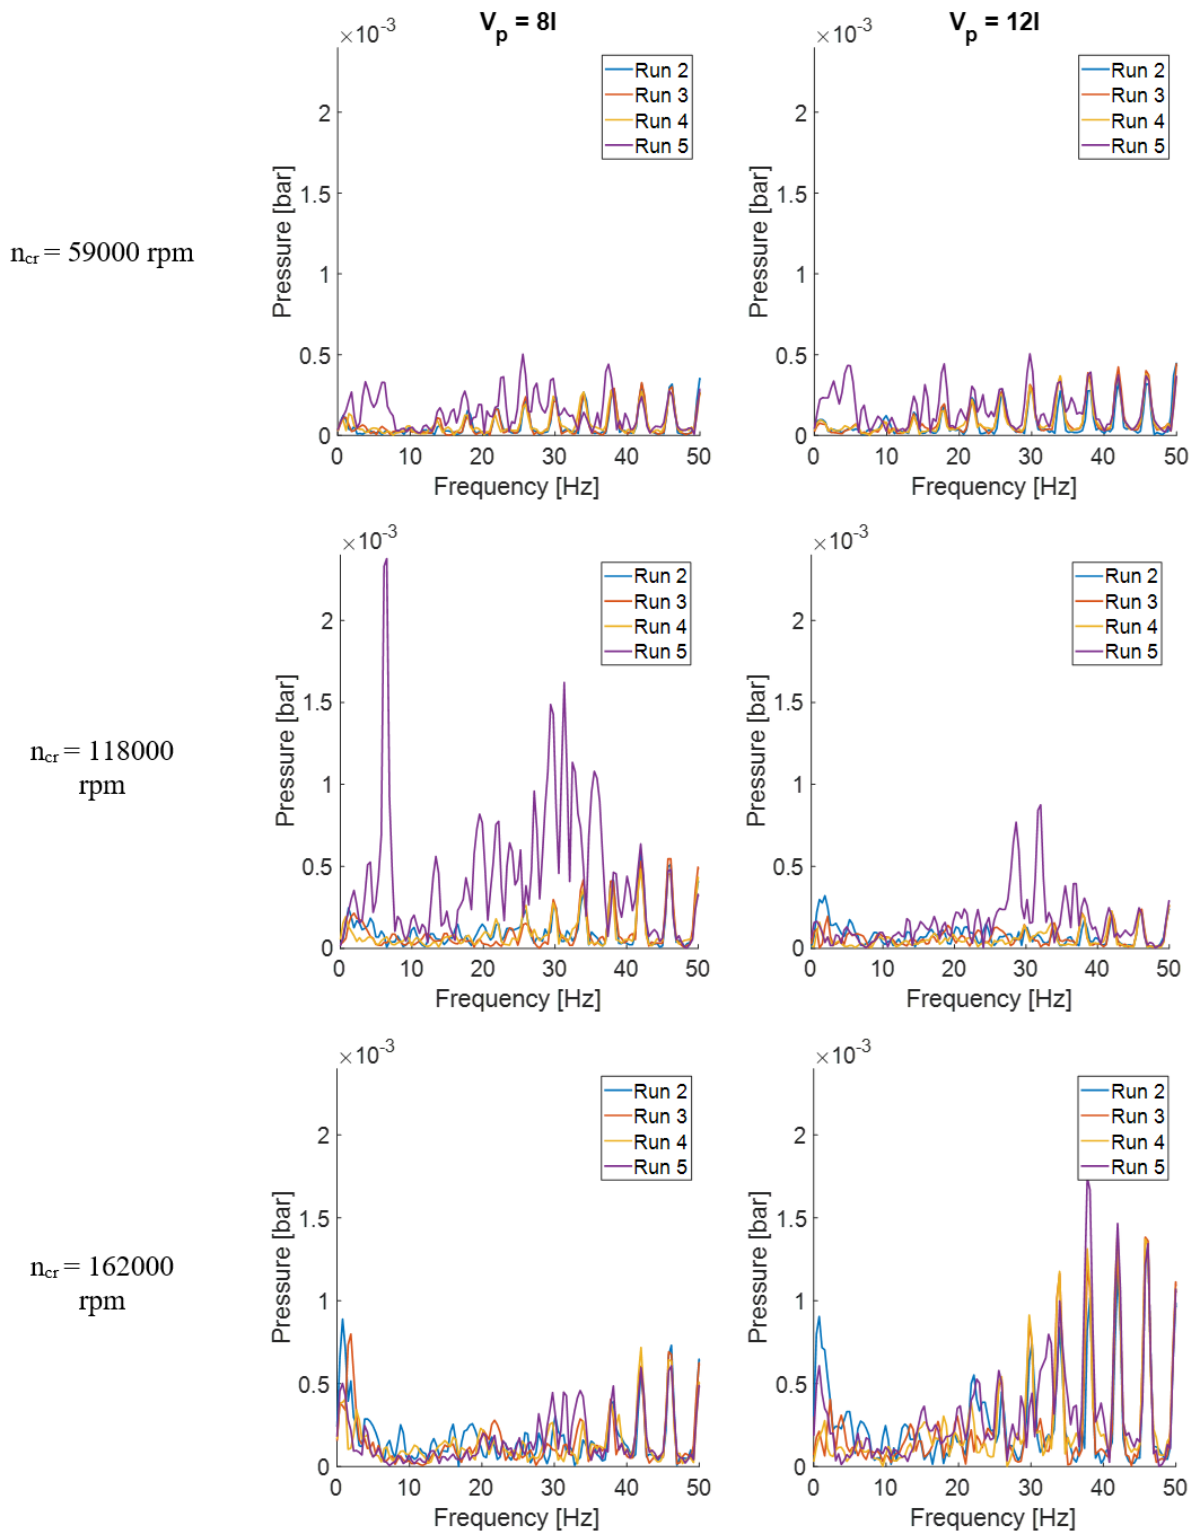 V_p = 8l
V_p = 12l
n_cr = 59000 rpm
×10^-3
Pressure [bar]
2
1.5
1
0.5
0
0 10 20 30 40 50
Frequency [Hz]
Run 2
Run 3
Run 4
Run 5
×10^-3
Pressure [bar]
2
1.5
1
0.5
0
0 10 20 30 40 50
Frequency [Hz]
Run 2
Run 3
Run 4
Run 5
n_cr = 118000
rpm
×10^-3
Pressure [bar]
2
1.5
1
0.5
0
0 10 20 30 40 50
Frequency [Hz]
Run 2
Run 3
Run 4
Run 5
×10^-3
Pressure [bar]
2
1.5
1
0.5
0
0 10 20 30 40 50
Frequency [Hz]
Run 2
Run 3
Run 4
Run 5
n_cr = 162000
rpm
×10^-3
Pressure [bar]
2
1.5
1
0.5
0
0 10 20 30 40 50
Frequency [Hz]
Run 2
Run 3
Run 4
Run 5
×10^-3
Pressure [bar]
2
1.5
1
0.5
0
0 10 20 30 40 50
Frequency [Hz]
Run 2
Run 3
Run 4
Run 5